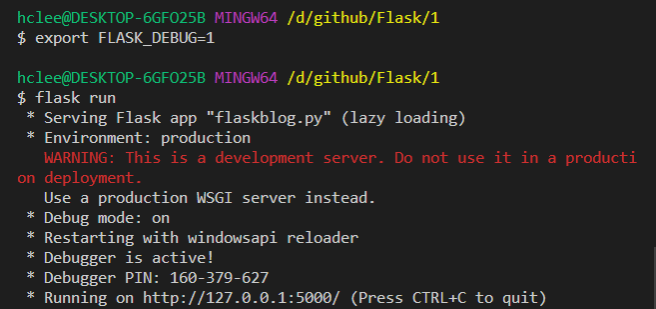 hclee@DESKTOP-6GFO25B MINGW64 /d/github/Flask/1
$ export FLASK_DEBUG=1
hclee@DESKTOP-6GFO25B MINGW64 /d/github/Flask/1
$ flask run
 * Serving Flask app "flaskblog.py" (lazy loading)
 * Environment: production
   WARNING: This is a development server. Do not use it in a producti
on deployment.
   Use a production WSGI server instead.
 * Debug mode: on
 * Restarting with windowsapi reloader
 * Debugger is active!
 * Debugger PIN: 160-379-627
 * Running on http://127.0.0.1:5000/ (Press CTRL+C to quit)